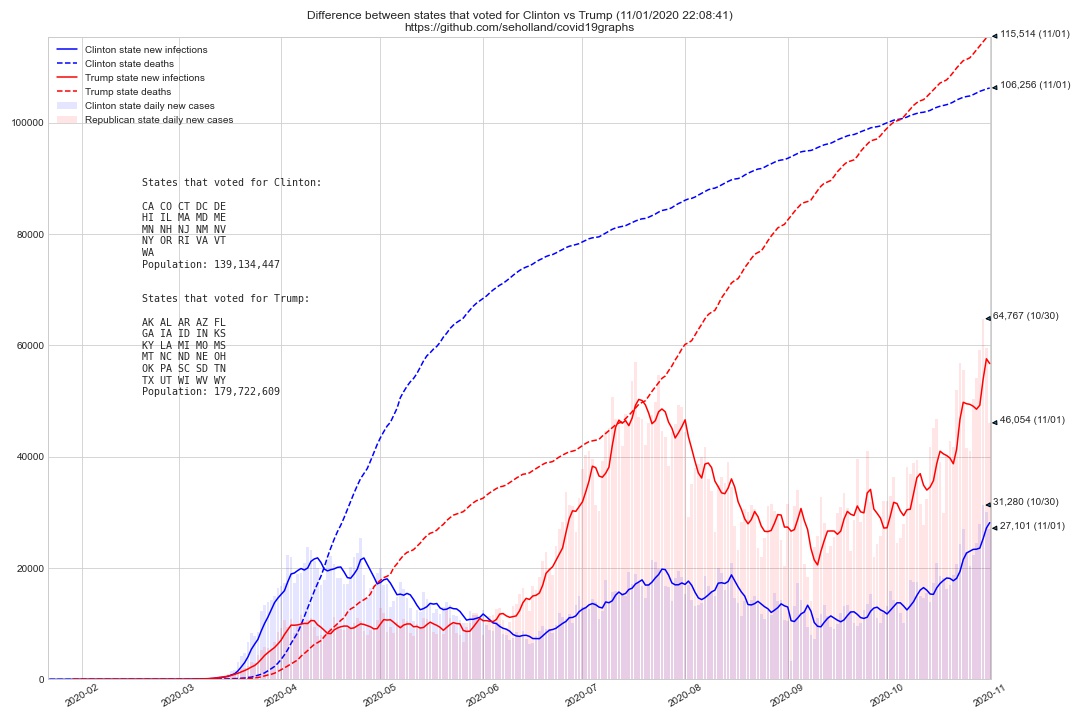 Difference between states that voted for Clinton vs Trump (11/01/2020 22:08:41)
https://github.com/seholland/covid19graphs
Clinton state new infections
Clinton state deaths
Trump state new infections
Trump state deaths
Clinton state daily new cases
Republican state daily new cases
States that voted for Clinton:
CA CO CT DC DE
HI IL MA MD ME
MN NH NJ NM NV
NY OR RI VA VT
WA
Population: 139,134,447
States that voted for Trump:
AK AL AR AZ FL
GA IA ID IN KS
KY LA MI MO MS
MT NC ND NE OH
OK PA SC SD TN
TX UT WI WV WY
Population: 179,722,609
115,514 (11/01)
106,256 (11/01)
64,767 (10/30)
46,054 (11/01)
31,280 (10/30)
27,101 (11/01)
100000
80000
60000
40000
20000
0
2020-02
2020-03
2020-04
2020-05
2020-06
2020-07
2020-08
2020-09
2020-10
2020-11